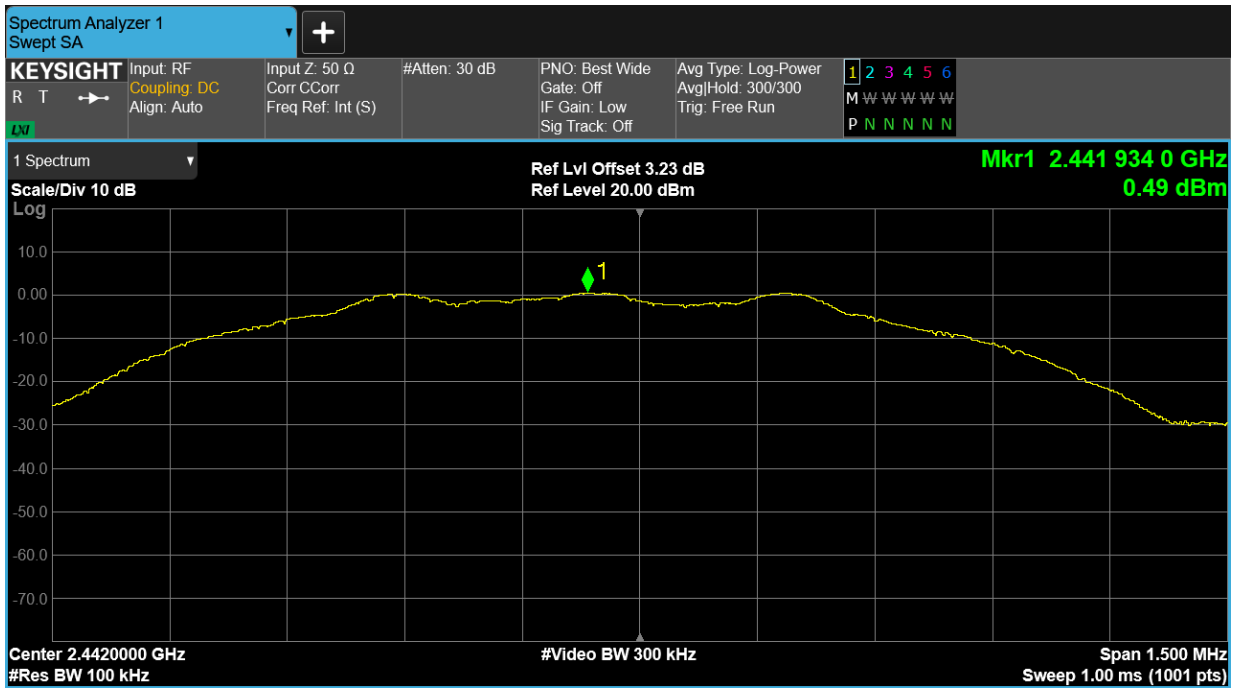 Spectrum Analyzer 1
Swept SA
KEYSIGHT
R T
LXI
Input: RF
Coupling: DC
Align: Auto
Input Z: 50 Ω
Corr CCorr
Freq Ref: Int (S)
#Atten: 30 dB
PNO: Best Wide
Gate: Off
IF Gain: Low
Sig Track: Off
Avg Type: Log-Power
Avg|Hold: 300/300
Trig: Free Run
1 2 3 4 5 6
M W W W W W
P N N N N N
1 Spectrum
Scale/Div 10 dB
Log
Ref Lvl Offset 3.23 dB
Ref Level 20.00 dBm
Mkr1 2.441 934 0 GHz
0.49 dBm
1
10.0
0.00
-10.0
-20.0
-30.0
-40.0
-50.0
-60.0
-70.0
Center 2.4420000 GHz
#Res BW 100 kHz
#Video BW 300 kHz
Span 1.500 MHz
Sweep 1.00 ms (1001 pts)